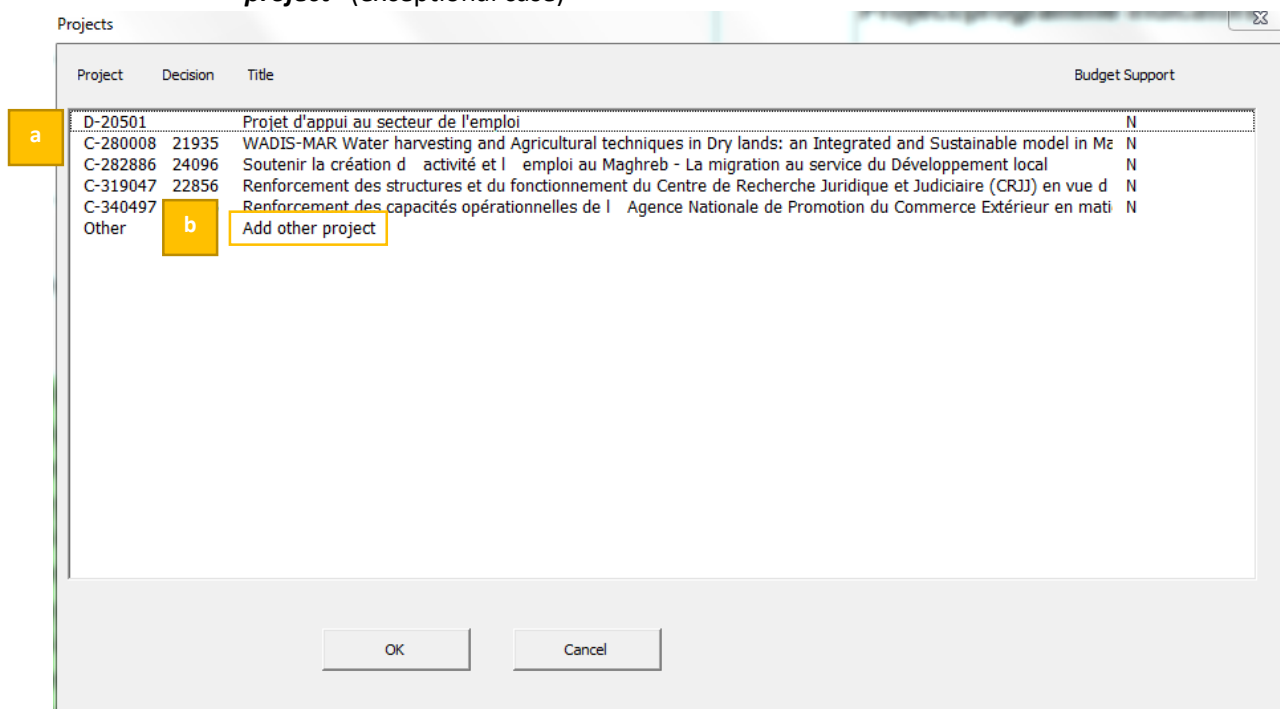 project" (exceptional case)
Projects
Project Decision Title Budget Support
a
D-20501 Projet d'appui au secteur de l'emploi N
C-280008 21935 WADIS-MAR Water harvesting and Agricultural techniques in Dry lands: an Integrated and Sustainable model in Ma N
C-282886 24096 Soutenir la création d activité et l emploi au Maghreb - La migration au service du Développement local N
C-319047 22856 Renforcement des structures et du fonctionnement du Centre de Recherche Juridique et Judiciaire (CRJJ) en vue d N
C-340497 Renforcement des capacités opérationnelles de l Agence Nationale de Promotion du Commerce Extérieur en mati N
Other b Add other project
OK Cancel